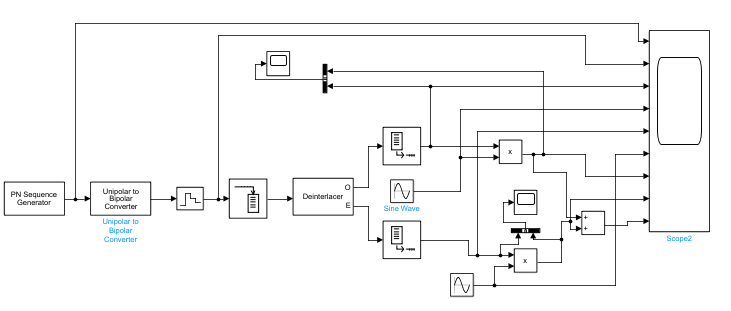 PN Sequence
Generator
Unipolar to
Bipolar
Converter
Unipolar to
Bipolar
Converter
Deinterlacer
O
E
Sine Wave
x
x
+
+
Scope2